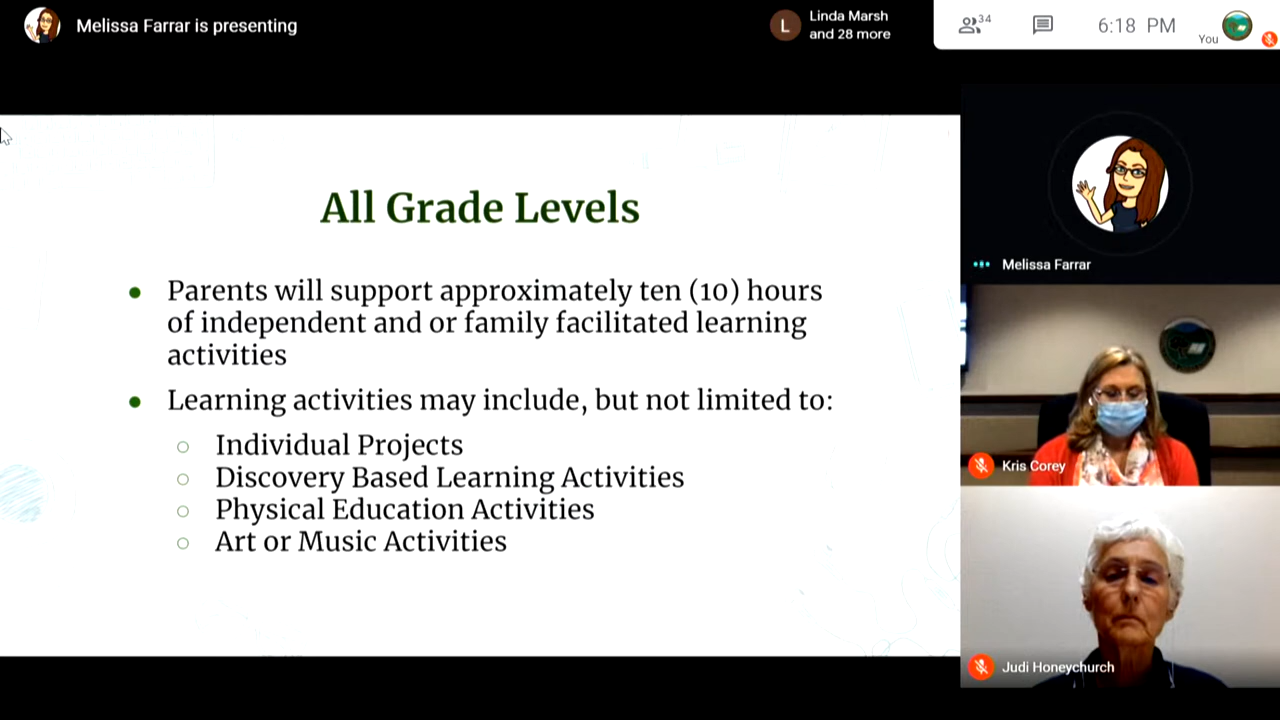 Melissa Farrar is presenting
L
Linda Marsh
and 28 more
34
6:18 PM
You
All Grade Levels
Parents will support approximately ten (10) hours
of independent and or family facilitated learning
activities
Learning activities may include, but not limited to:
Individual Projects
Discovery Based Learning Activities
Physical Education Activities
Art or Music Activities
Melissa Farrar
Kris Corey
Judi Honeychurch